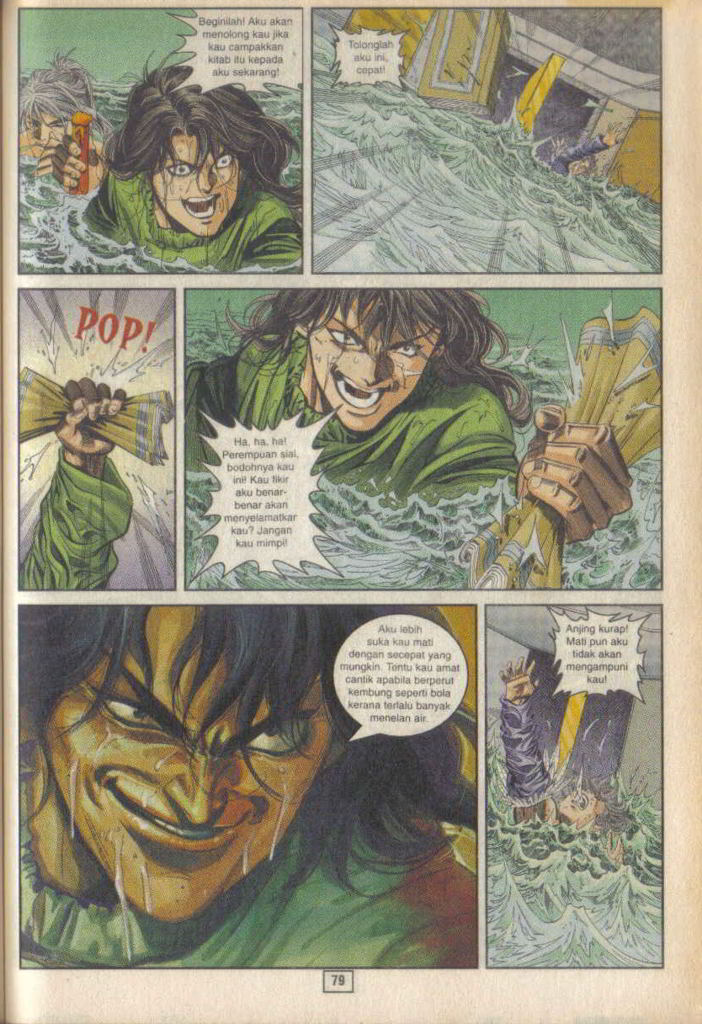 Beginilah! Aku akan
menolong kau jika
kau campakkan
kitab itu kepada
aku sekarang!
Tolonglah
aku ini,
cepat!
POP!
Ha, ha, ha!
Perempuan sial,
bodohnya kau
ini! Kau fikir
aku benar-
benar akan
menyelamatkan
kau? Jangan
kau mimpi!
Aku lebih
suka kau mati
dengan secepat yang
mungkin. Tentu kau amat
cantik apabila berperut
kembung seperti bola
kerana terlalu banyak
menelan air.
Anjing kurap!
Mati pun aku
tidak akan
mengampuni
kau!
79